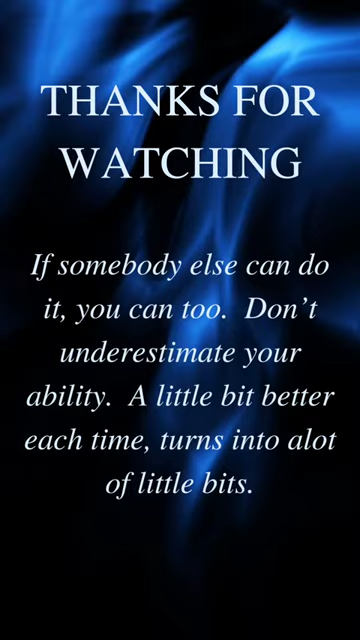 THANKS FOR
WATCHING
If somebody else can do
it, you can too.  Don’t
underestimate your
ability.  A little bit better
each time, turns into alot
of little bits.